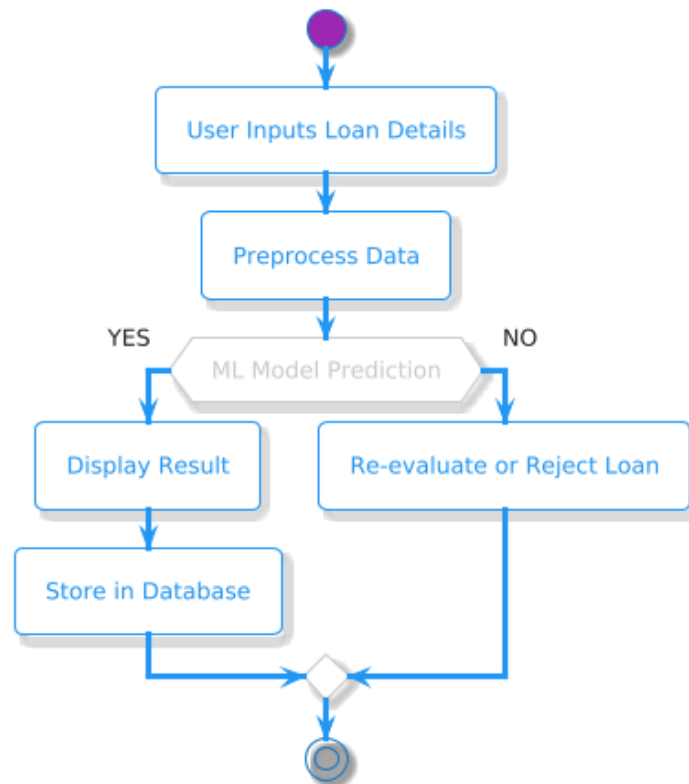 User Inputs Loan Details
Preprocess Data
YES
NO
ML Model Prediction
Display Result
Re-evaluate or Reject Loan
Store in Database